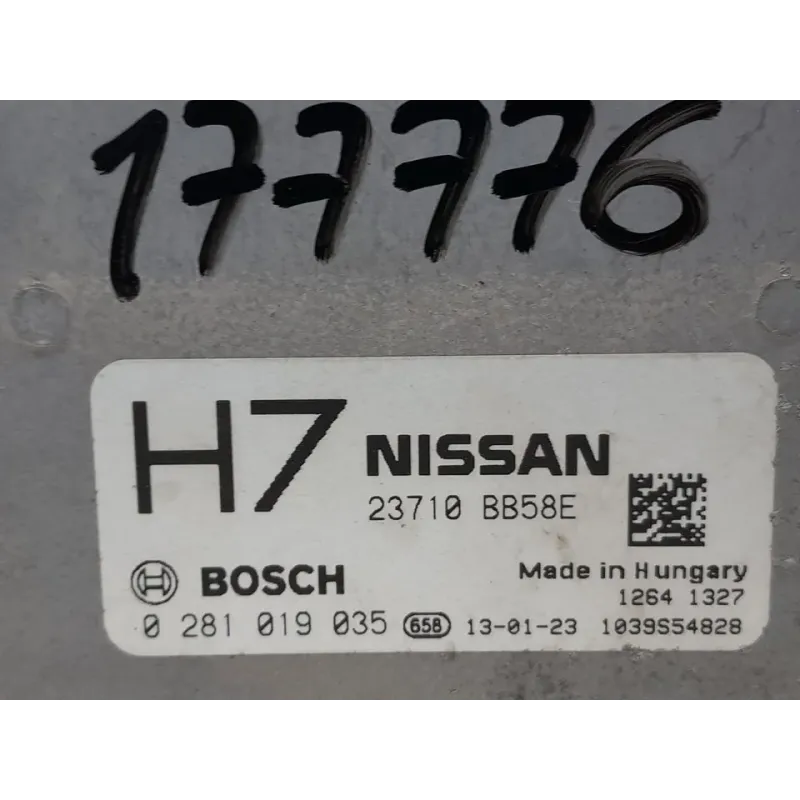 177776
H7
NISSAN
23710 BB58E
BOSCH
Made in Hungary
1264 1327
0 281 019 035 658 13-01-23 1039S54828